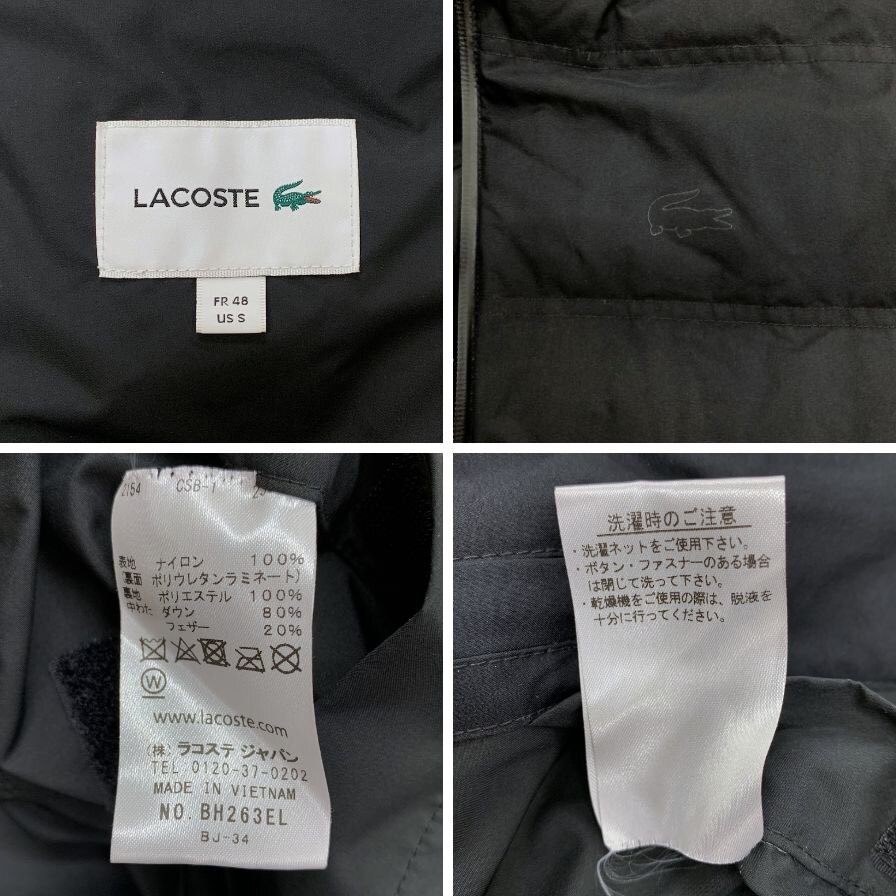 LACOSTE
FR 48
US S
2154 CSB-1
表地 ナイロン 100%
(裏面 ポリウレタンラミネート)
裏地 ポリエステル 100%
中わた ダウン 80%
フェザー 20%
W
www.lacoste.com
(株) ラコステ ジャパン
TEL 0120-37-0202
MADE IN VIETNAM
NO. BH263EL
BJ-34
洗濯時のご注意
・洗濯ネットをご使用下さい。
・ボタン・ファスナーのある場合
は閉じて洗って下さい。
・乾燥機をご使用の際は、脱液を
十分に行ってください。